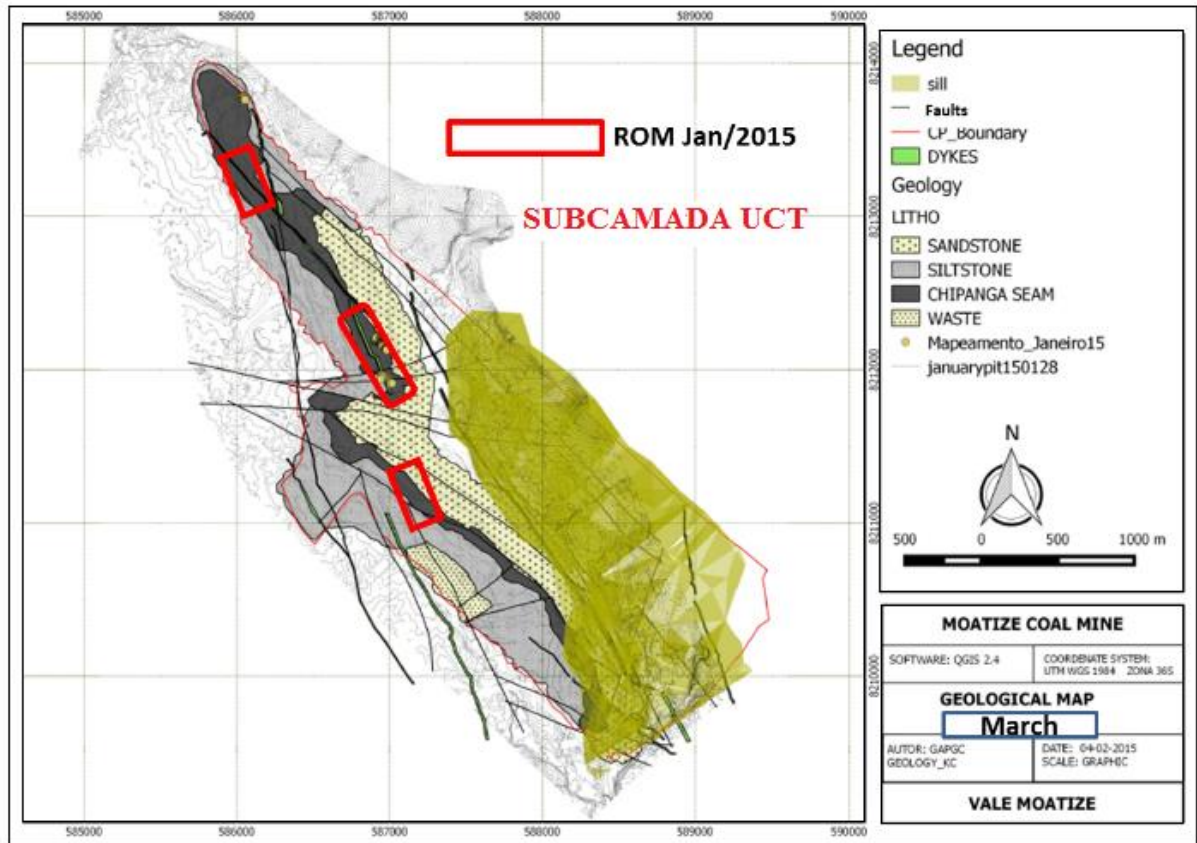 585000 586000 587000 588000 589000 590000
8214000
8213000
8212000
8211000
8210000
ROM Jan/2015
SUBCAMADA UCT
585000 586000 587000 588000 589000 590000
Legend
sill
Faults
CP_Boundary
DYKES
Geology
LITHO
SANDSTONE
SILTSTONE
CHIPANGA SEAM
WASTE
Mapeamento_Janeiro15
januarypit150128
N
500 0 500 1000 m
MOATIZE COAL MINE
SOFTWARE: QGIS 2.4
COORDENATE SYSTEM:
UTM WGS 1984 ZONA 36S
GEOLOGICAL MAP
March
AUTOR: GAPGC
GEOLOGY_KC
DATE: 04-02-2015
SCALE: GRAPHIC
VALE MOATIZE